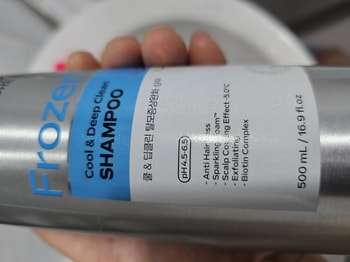 Frozen
Cool & Deep Clean
SHAMPOO
쿨 & 딥클린 탈모증상완화 샴푸
pH 4.5-6.5
- Anti Hair
- Sparkling
- Scalp Cooling Effect -5.0°C
- Exfoliating
- Biotin Complex
500 mL / 16.9 fl.oz